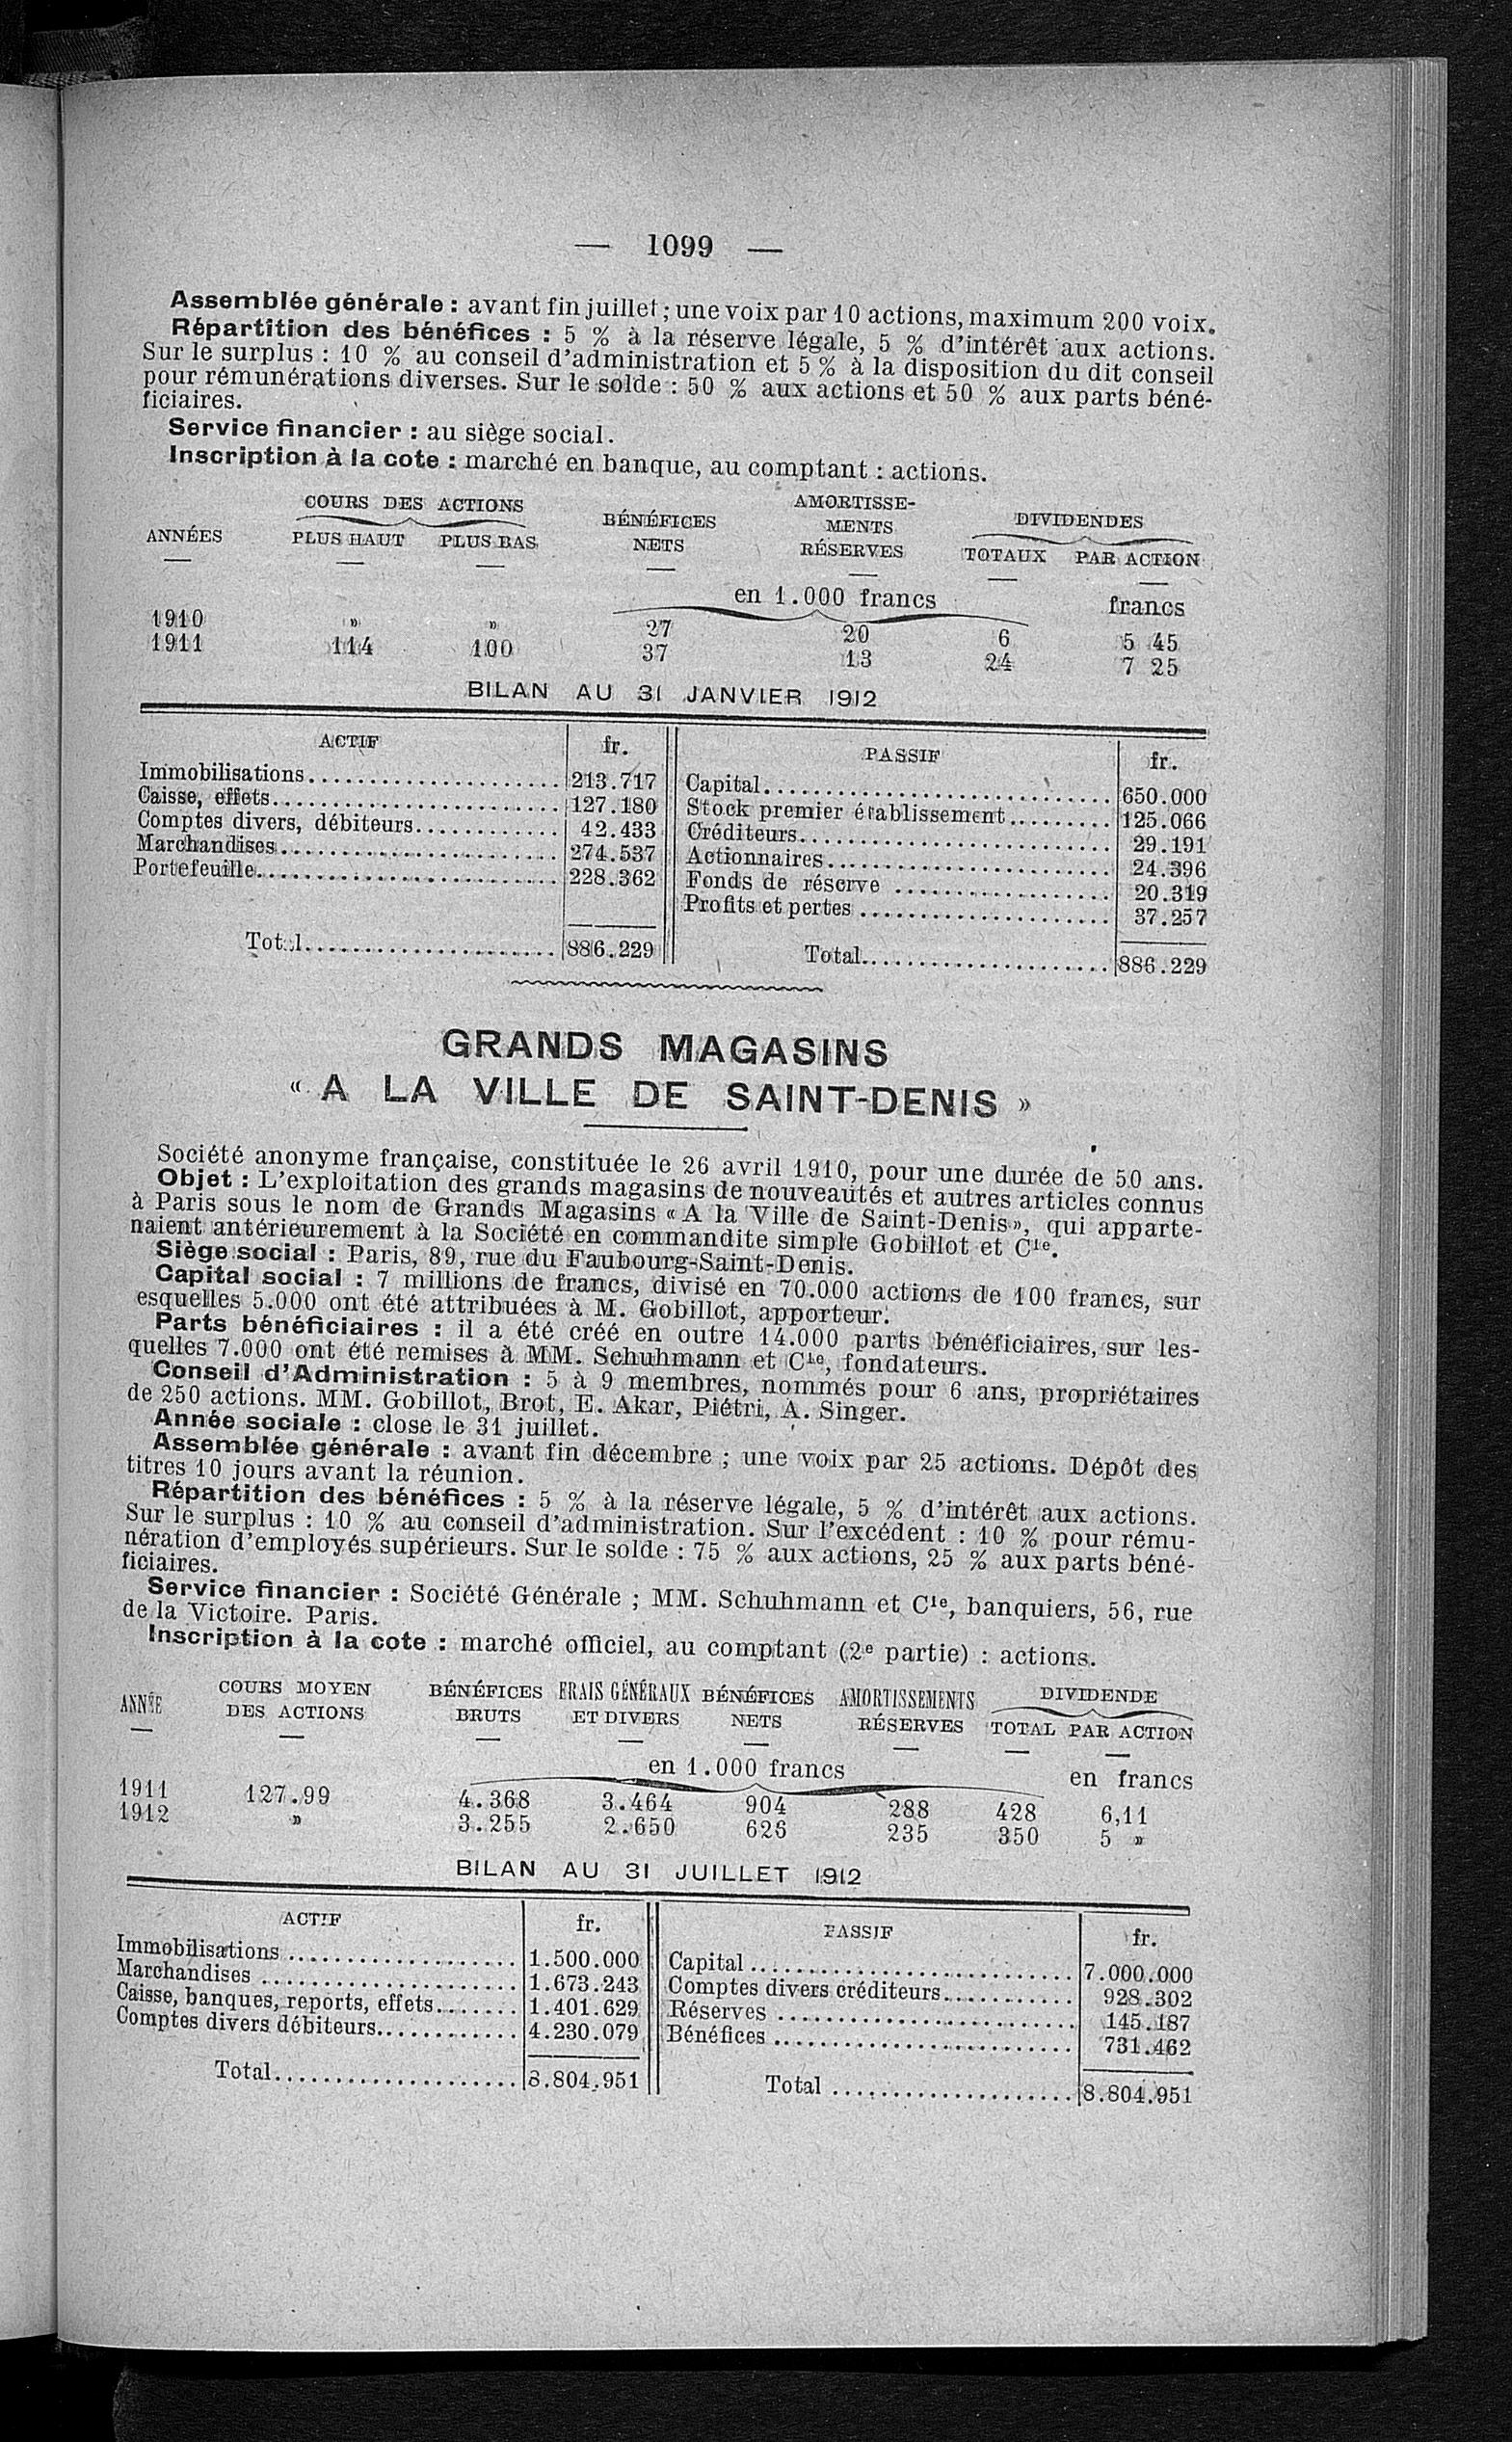 — 1099 —
Assemblée générale : avant fin juillet ; une voix par 10 actions, maximum 200 voix.
Répartition des bénéfices : 5 % à la réserve légale, 5 % d'intérêt aux actions.
Sur le surplus : 10 % au conseil d'administration et 5 % à la disposition du dit conseil
pour rémunérations diverses. Sur le solde : 50 % aux actions et 50 % aux parts béné-
ficiaires.
Service financier : au siège social.
Inscription à la cote : marché en banque, au comptant : actions.
ANNÉES COURS DES ACTIONS BÉNÉFICES NETS AMORTISSE- MENTS RÉSERVES DIVIDENDES
PLUS HAUT PLUS BAS TOTAUX PAR ACTION
en 1.000 francs francs
1910 » » 27 20 6 5 45
1911 114 100 37 13 24 7 25
BILAN AU 31 JANVIER 1912
ACTIF fr. PASSIF fr.
Immobilisations 213.717 Capital 650.000
Caisse, effets 127.180 Stock premier établissement 125.066
Comptes divers, débiteurs 42.433 Créditeurs 29.191
Marchandises 274.537 Actionnaires 24.396
Portefeuille 228.362 Fonds de réserve 20.319
Profits et pertes 37.257
Total 886.229 Total 886.229
GRANDS MAGASINS
« A LA VILLE DE SAINT-DENIS »
Société anonyme française, constituée le 26 avril 1910, pour une durée de 50 ans.
Objet : L'exploitation des grands magasins de nouveautés et autres articles connus
à Paris sous le nom de Grands Magasins « A la Ville de Saint-Denis », qui apparte-
naient antérieurement à la Société en commandite simple Gobillot et Cie.
Siège social : Paris, 89, rue du Faubourg-Saint-Denis.
Capital social : 7 millions de francs, divisé en 70.000 actions de 100 francs, sur
esquelles 5.000 ont été attribuées à M. Gobillot, apporteur.
Parts bénéficiaires : il a été créé en outre 14.000 parts bénéficiaires, sur les-
quelles 7.000 ont été remises à MM. Schuhmann et Cie, fondateurs.
Conseil d'Administration : 5 à 9 membres, nommés pour 6 ans, propriétaires
de 250 actions. MM. Gobillot, Brot, E. Akar, Piétri, A. Singer.
Année sociale : close le 31 juillet.
Assemblée générale : avant fin décembre ; une voix par 25 actions. Dépôt des
titres 10 jours avant la réunion.
Répartition des bénéfices : 5 % à la réserve légale, 5 % d'intérêt aux actions.
Sur le surplus : 10 % au conseil d'administration. Sur l'excédent : 10 % pour rému-
nération d'employés supérieurs. Sur le solde : 75 % aux actions, 25 % aux parts béné-
ficiaires.
Service financier : Société Générale ; MM. Schuhmann et Cie, banquiers, 56, rue
de la Victoire. Paris.
Inscription à la cote : marché officiel, au comptant (2e partie) : actions.
ANNÉE COURS MOYEN DES ACTIONS BÉNÉFICES BRUTS FRAIS GÉNÉRAUX ET DIVERS BÉNÉFICES NETS AMORTISSEMENTS RÉSERVES DIVIDENDE
TOTAL PAR ACTION
en 1.000 francs en francs
1911 127.99 4.368 3.464 904 288 428 6,11
1912 » 3.255 2.650 626 235 350 5 »
BILAN AU 31 JUILLET 1912
ACTIF fr. PASSIF fr.
Immobilisations 1.500.000 Capital 7.000.000
Marchandises 1.673.243 Comptes divers créditeurs 928.302
Caisse, banques, reports, effets 1.401.629 Réserves 145.187
Comptes divers débiteurs 4.230.079 Bénéfices 731.462
Total 8.804.951 Total 8.804.951